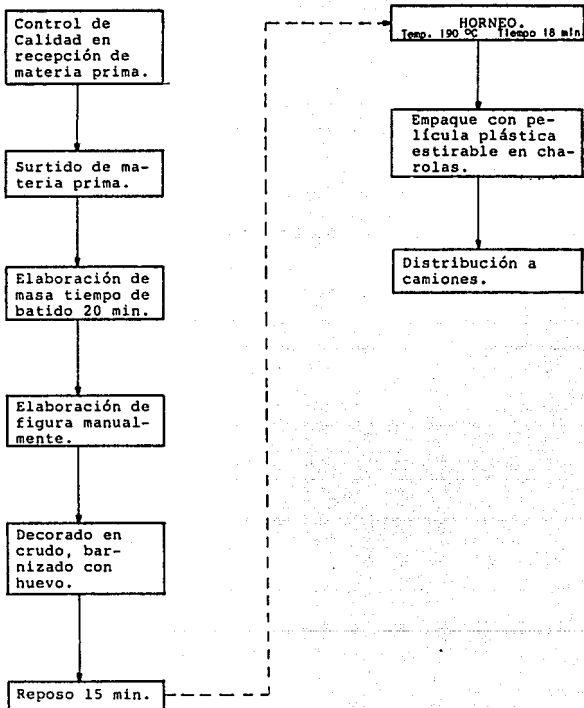 Control de
Calidad en
recepción de
materia prima.
Surtido de ma-
teria prima.
Elaboración de
masa tiempo de
batido 20 min.
Elaboración de
figura manual-
mente.
Decorado en
crudo, bar-
nizado con
huevo.
Reposo 15 min.
HORNEO.
Temp. 190 ºC Tiempo 18 min
Empaque con pe-
lícula plástica
estirable en cha-
rolas.
Distribución a
camiones.